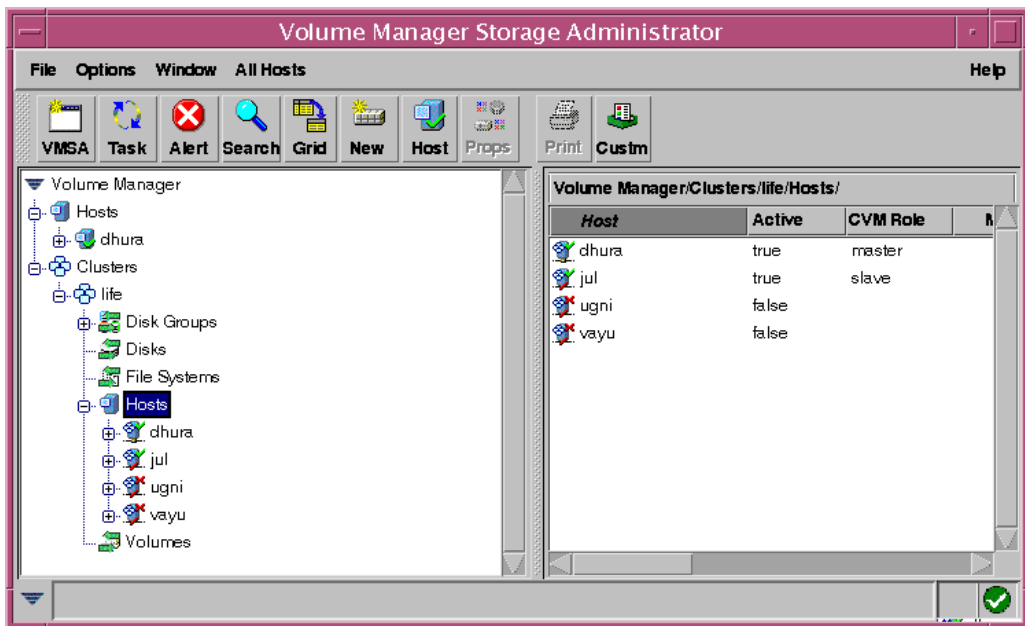 Volume Manager Storage Administrator
File Options Window All Hosts Help
VMSA Task Alert Search Grid New Host Props Print Custm
Volume Manager
Hosts
dhura
Clusters
life
Disk Groups
Disks
File Systems
Hosts
dhura
jul
ugni
vayu
Volumes
Volume Manager/Clusters/life/Hosts/
Host Active CVM Role
dhura true master
jul true slave
ugni false
vayu false